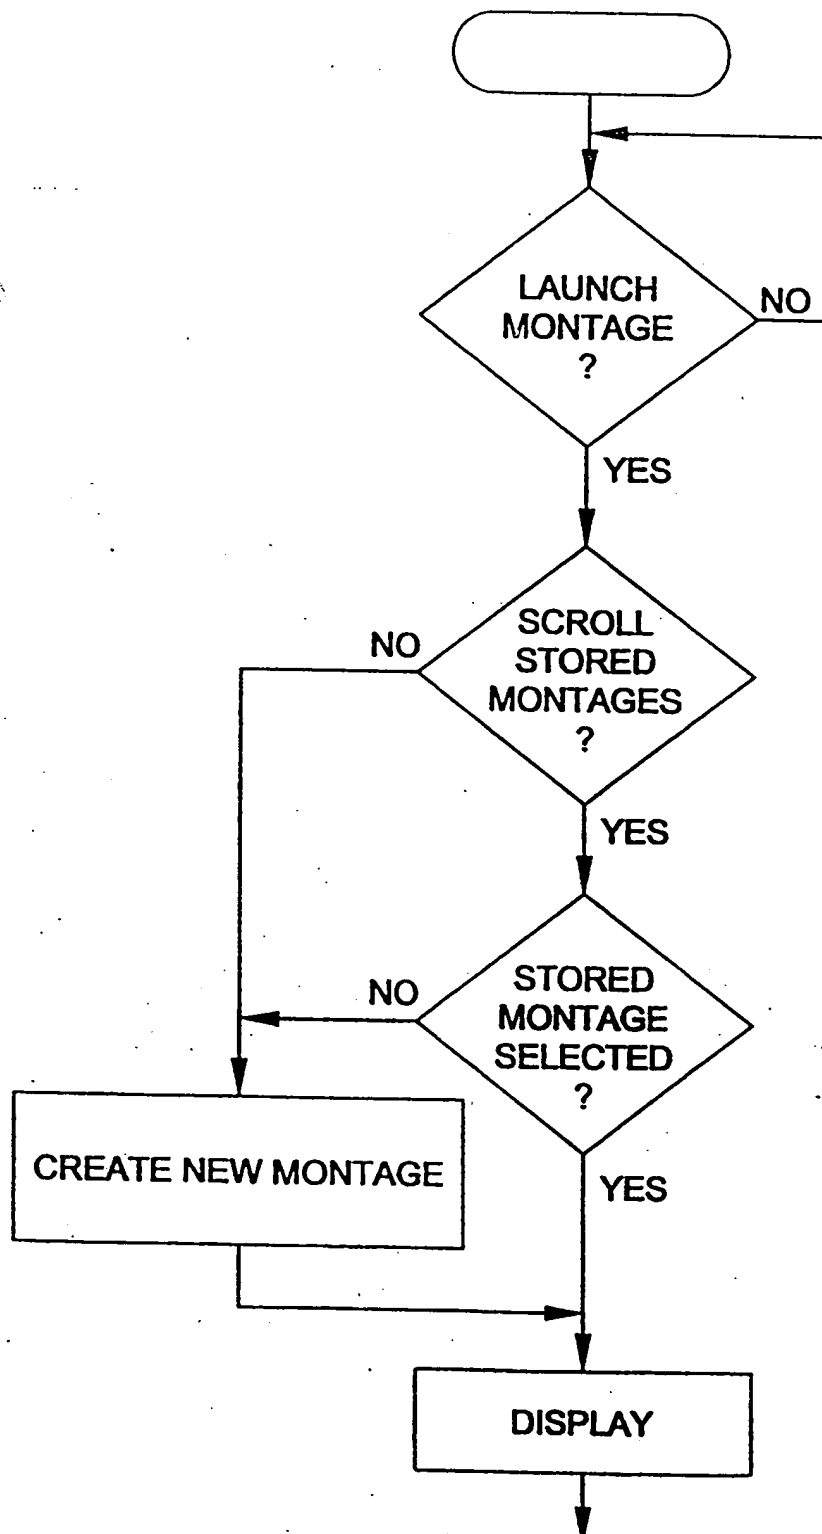 LAUNCH
MONTAGE
?
NO
YES
SCROLL
STORED
MONTAGES
?
NO
YES
STORED
MONTAGE
SELECTED
?
NO
YES
CREATE NEW MONTAGE
DISPLAY